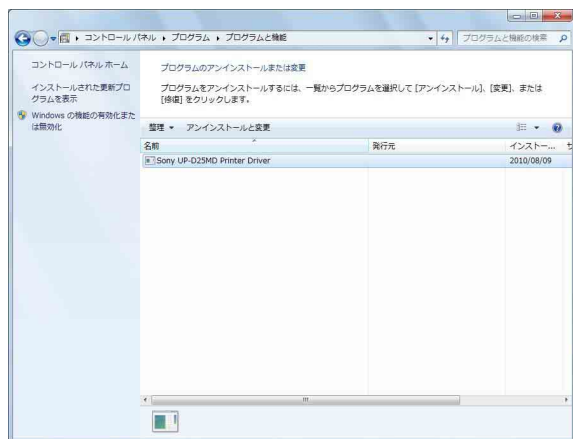 コントロール パネル ▸ プログラム ▸ プログラムと機能
プログラムと機能の検索
コントロール パネル ホーム
インストールされた更新プログラムを表示
Windows の機能の有効化または無効化
プログラムのアンインストールまたは変更
プログラムをアンインストールするには、一覧からプログラムを選択して [アンインストール]、[変更]、または
[修復] をクリックします。
整理 ▾ アンインストールと変更
名前 発行元 インストー... サ
Sony UP-D25MD Printer Driver 2010/08/09